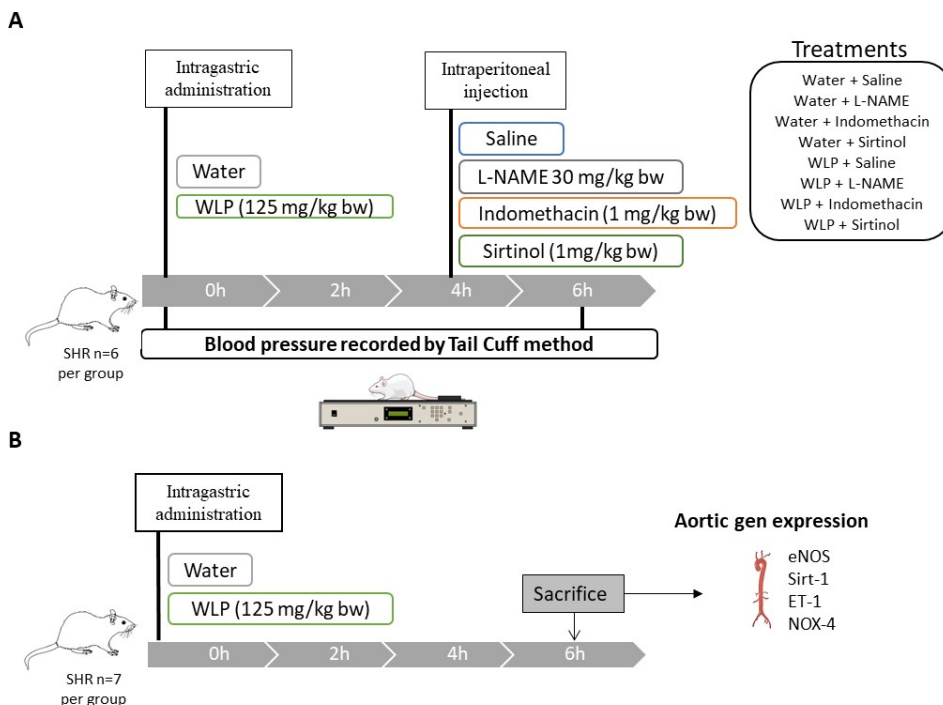 A
Intragastric
administration
Intraperitoneal
injection
Treatments
Water + Saline
Water + L-NAME
Water + Indomethacin
Water + Sirtinol
WLP + Saline
WLP + L-NAME
WLP + Indomethacin
WLP + Sirtinol
Water
WLP (125 mg/kg bw)
Saline
L-NAME 30 mg/kg bw
Indomethacin (1 mg/kg bw)
Sirtinol (1mg/kg bw)
0h 2h 4h 6h
SHR n=6
per group
Blood pressure recorded by Tail Cuff method
B
Intragastric
administration
Water
WLP (125 mg/kg bw)
Sacrifice
Aortic gen expression
eNOS
Sirt-1
ET-1
NOX-4
0h 2h 4h 6h
SHR n=7
per group